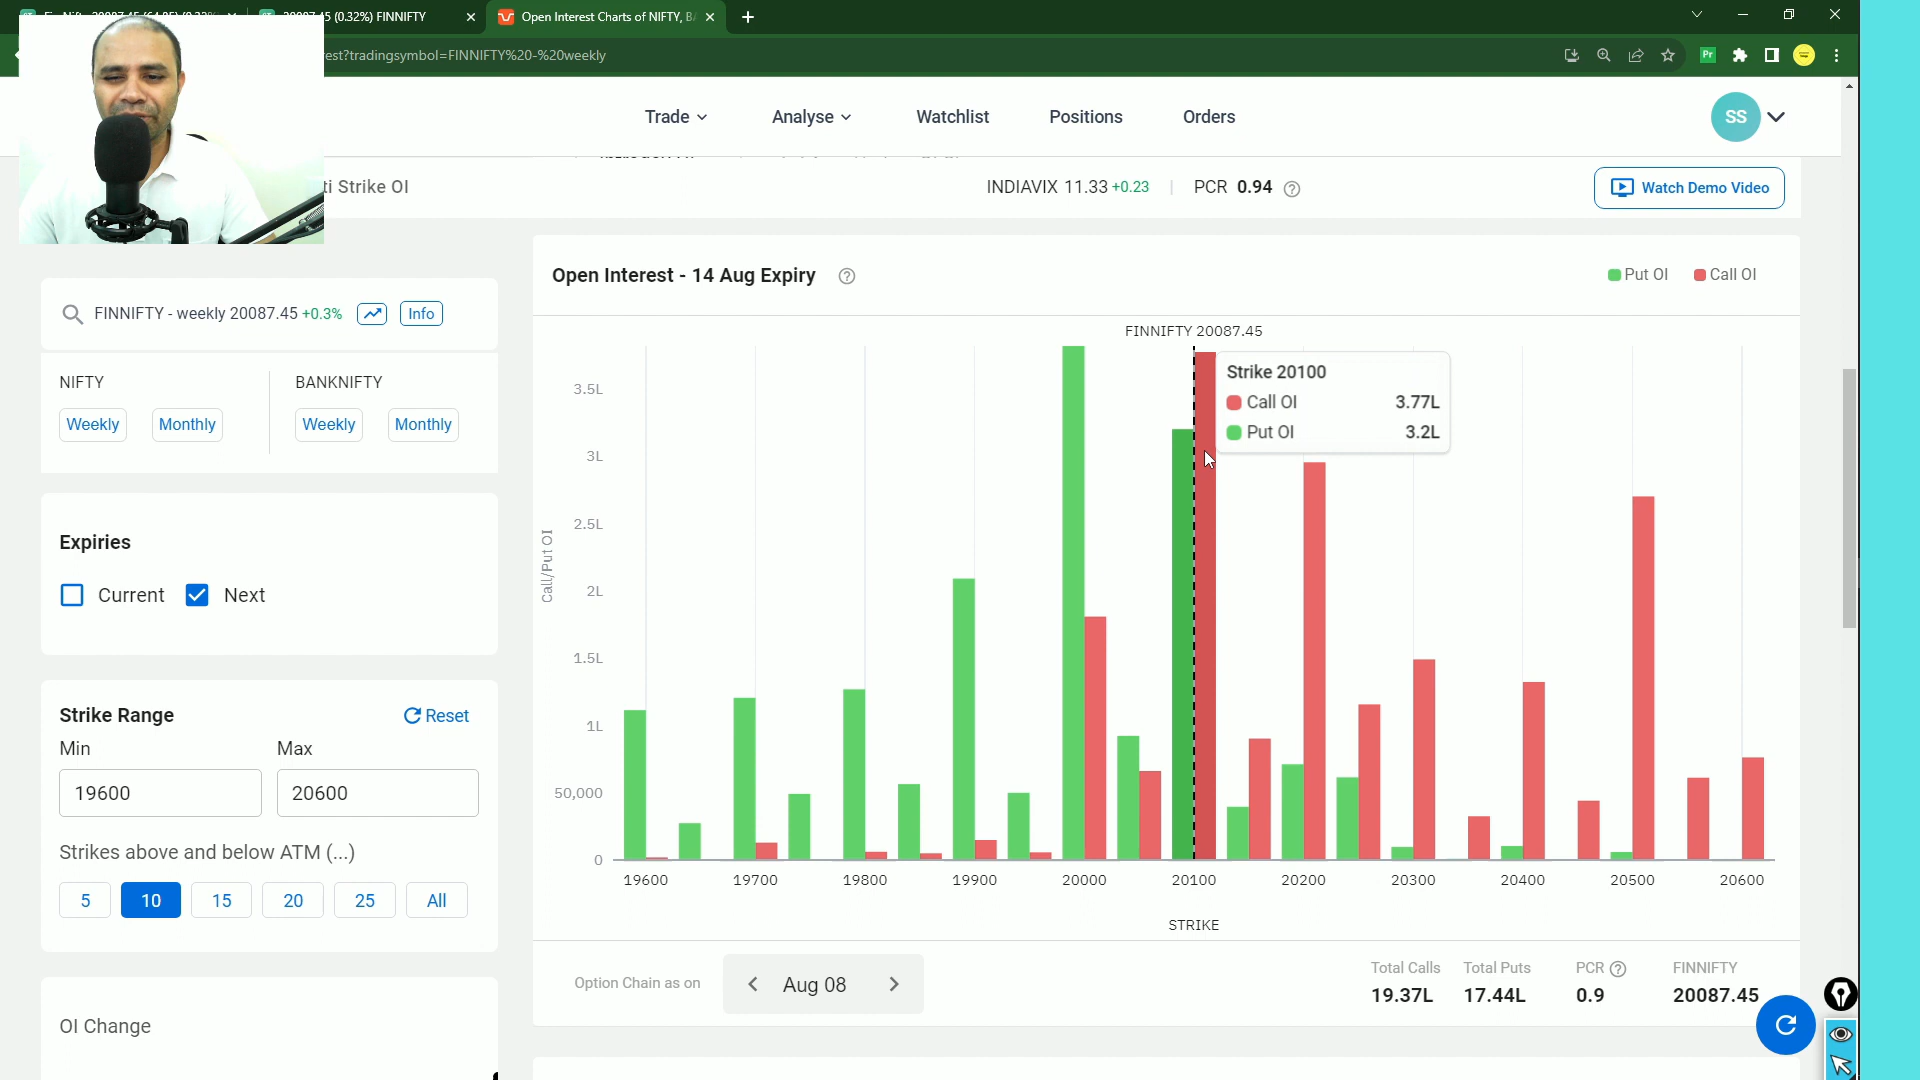 20087.45 (0.32%) FINNIFTY
Open Interest Charts of NIFTY, B
rest?tradingsymbol=FINNIFTY%20-%20weekly
Pr
Trade
Analyse
Watchlist
Positions
Orders
SS
ti Strike OI
INDIAVIX 11.33 +0.23
PCR 0.94
Watch Demo Video
FINNIFTY - weekly 20087.45 +0.3%
Info
NIFTY
BANKNIFTY
Weekly
Monthly
Weekly
Monthly
Expiries
Current
Next
Strike Range
Reset
Min
Max
19600
20600
Strikes above and below ATM (...)
5
10
15
20
25
All
OI Change
Open Interest - 14 Aug Expiry
Put OI
Call OI
FINNIFTY 20087.45
Strike 20100
Call OI 3.77L
Put OI 3.2L
Call/Put OI
3.5L
3L
2.5L
2L
1.5L
1L
50,000
0
19600
19700
19800
19900
20000
20100
20200
20300
20400
20500
20600
STRIKE
Option Chain as on
Aug 08
Total Calls
19.37L
Total Puts
17.44L
PCR
0.9
FINNIFTY
20087.45